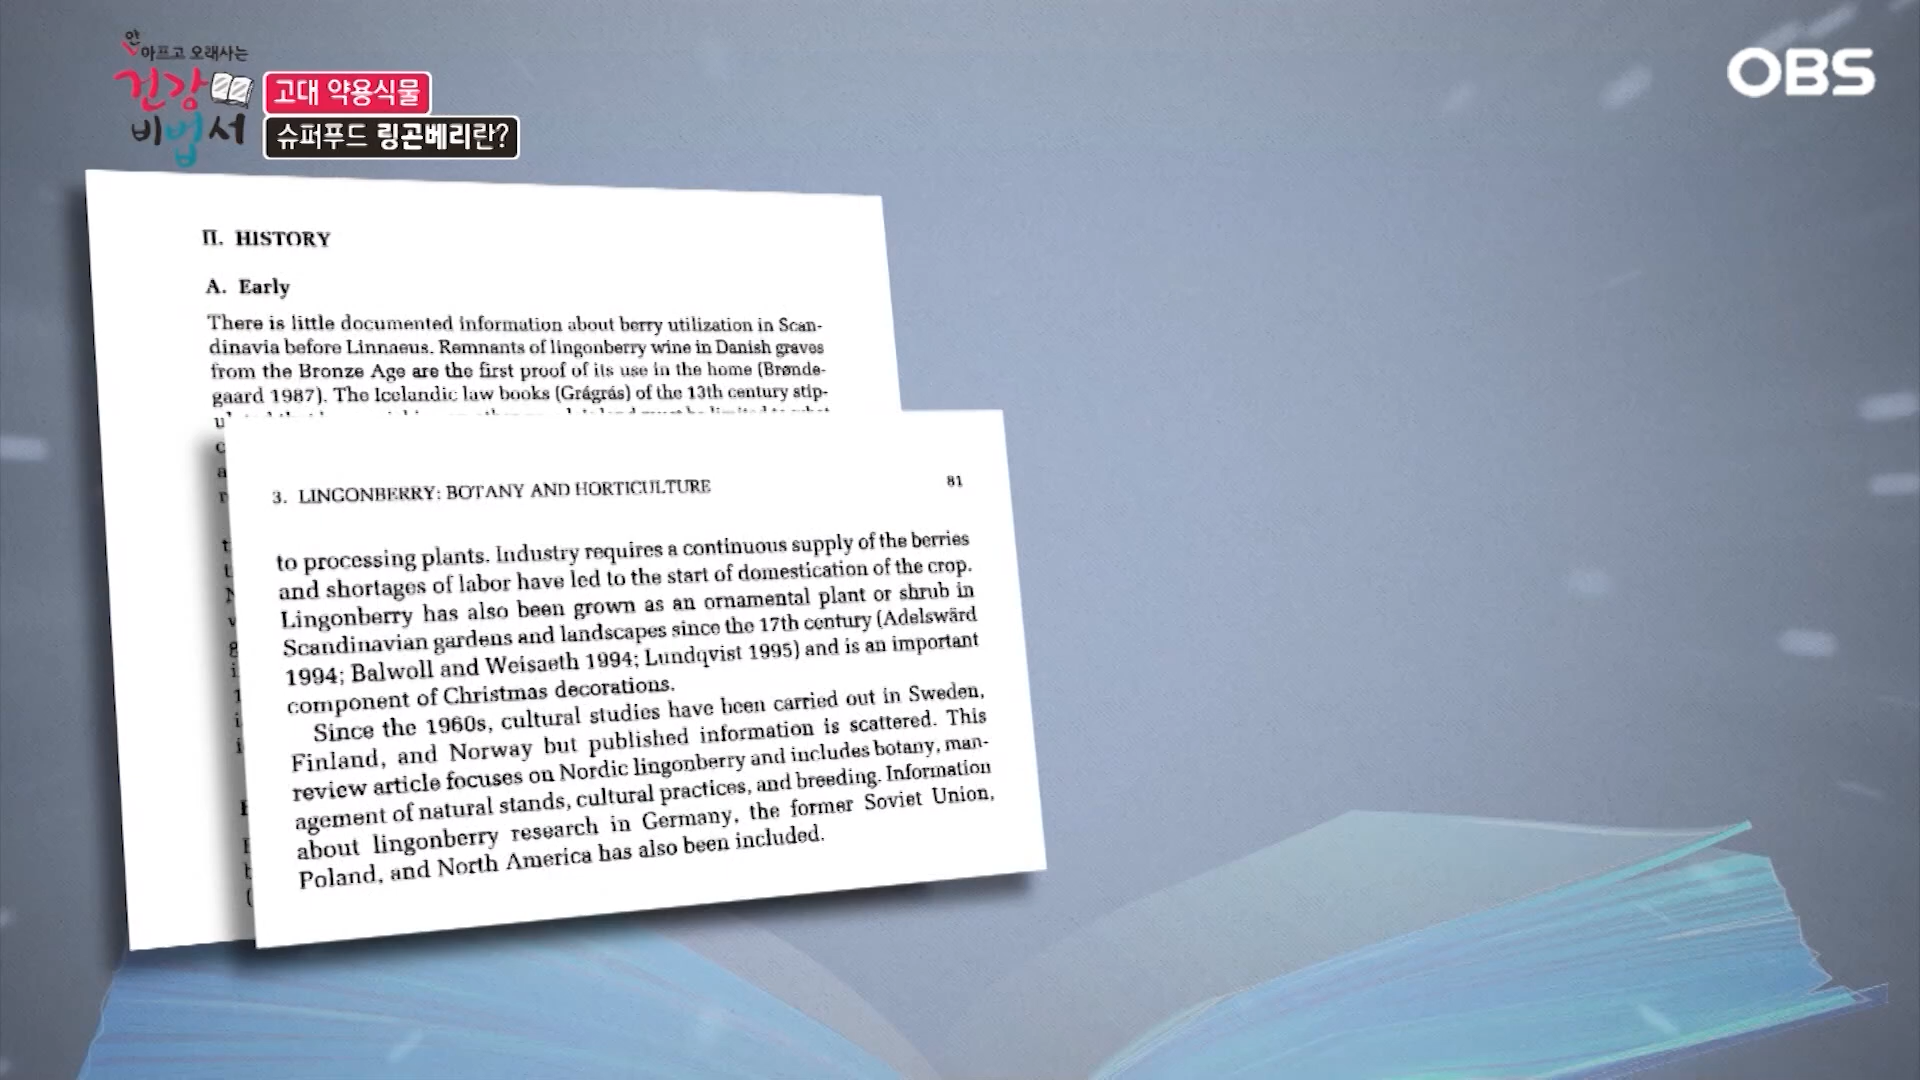 안
아프고 오래사는
건강
비법서
고대 약용식물
슈퍼푸드 링곤베리란?
OBS
II. HISTORY
A. Early
There is little documented information about berry utilization in Scan-
dinavia before Linnaeus. Remnants of lingonberry wine in Danish graves
from the Bronze Age are the first proof of its use in the home (Brønde-
gaard 1987). The Icelandic law books (Grágrás) of the 13th century stip-
3. LINGONBERRY: BOTANY AND HORTICULTURE 81
to processing plants. Industry requires a continuous supply of the berries
and shortages of labor have led to the start of domestication of the crop.
Lingonberry has also been grown as an ornamental plant or shrub in
Scandinavian gardens and landscapes since the 17th century (Adelswärd
1994; Balwoll and Weisaeth 1994; Lundqvist 1995) and is an important
component of Christmas decorations.
Since the 1960s, cultural studies have been carried out in Sweden,
Finland, and Norway but published information is scattered. This
review article focuses on Nordic lingonberry and includes botany, man-
agement of natural stands, cultural practices, and breeding. Information
about lingonberry research in Germany, the former Soviet Union,
Poland, and North America has also been included.